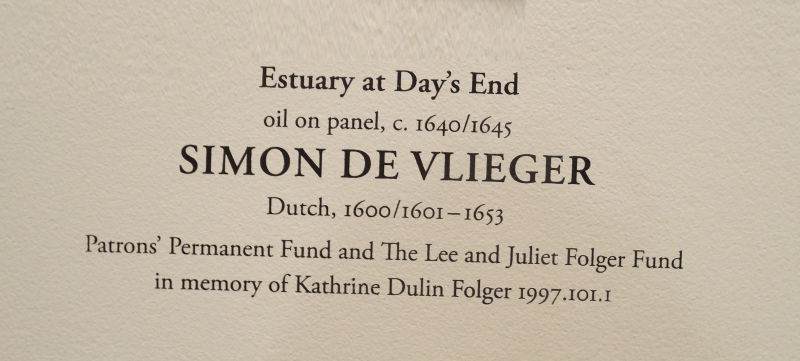 Estuary at Day's End
oil on panel, c. 1640/1645
SIMON DE VLIEGER
Dutch, 1600/1601–1653
Patrons' Permanent Fund and The Lee and Juliet Folger Fund
in memory of Kathrine Dulin Folger 1997.101.1